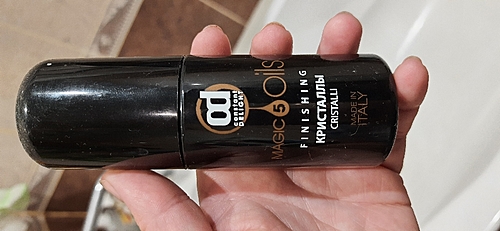 cd
constant
DELIGHT
MAGIC 5 oils
FINISHING
КРИСТАЛЛЫ
CRISTALLI
MADE IN
ITALY